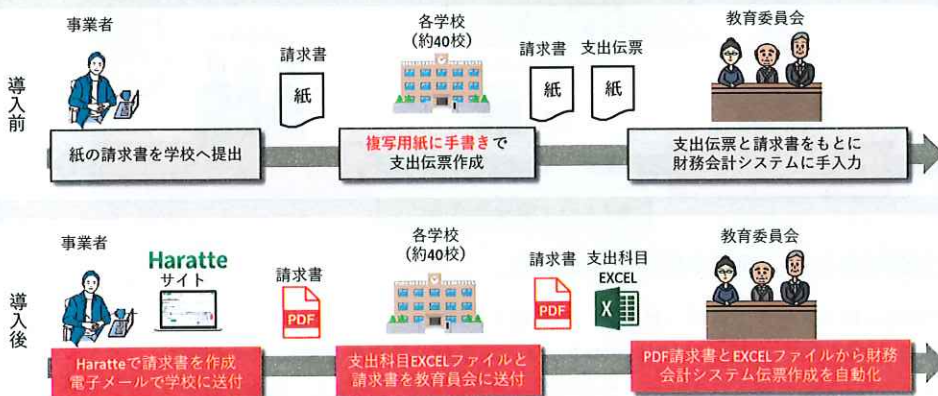 導入前
事業者
請求書
紙
各学校
(約40校)
請求書
紙
支出伝票
紙
教育委員会
紙の請求書を学校へ提出
複写用紙に手書きで
支出伝票作成
支出伝票と請求書をもとに
財務会計システムに手入力
導入後
事業者
Haratte
サイト
請求書
PDF
各学校
(約40校)
請求書
PDF
支出科目
EXCEL
X
教育委員会
Haratteで請求書を作成
電子メールで学校に送付
支出科目EXCELファイルと
請求書を教育員会に送付
PDF請求書とEXCELファイルから財務
会計システム伝票作成を自動化